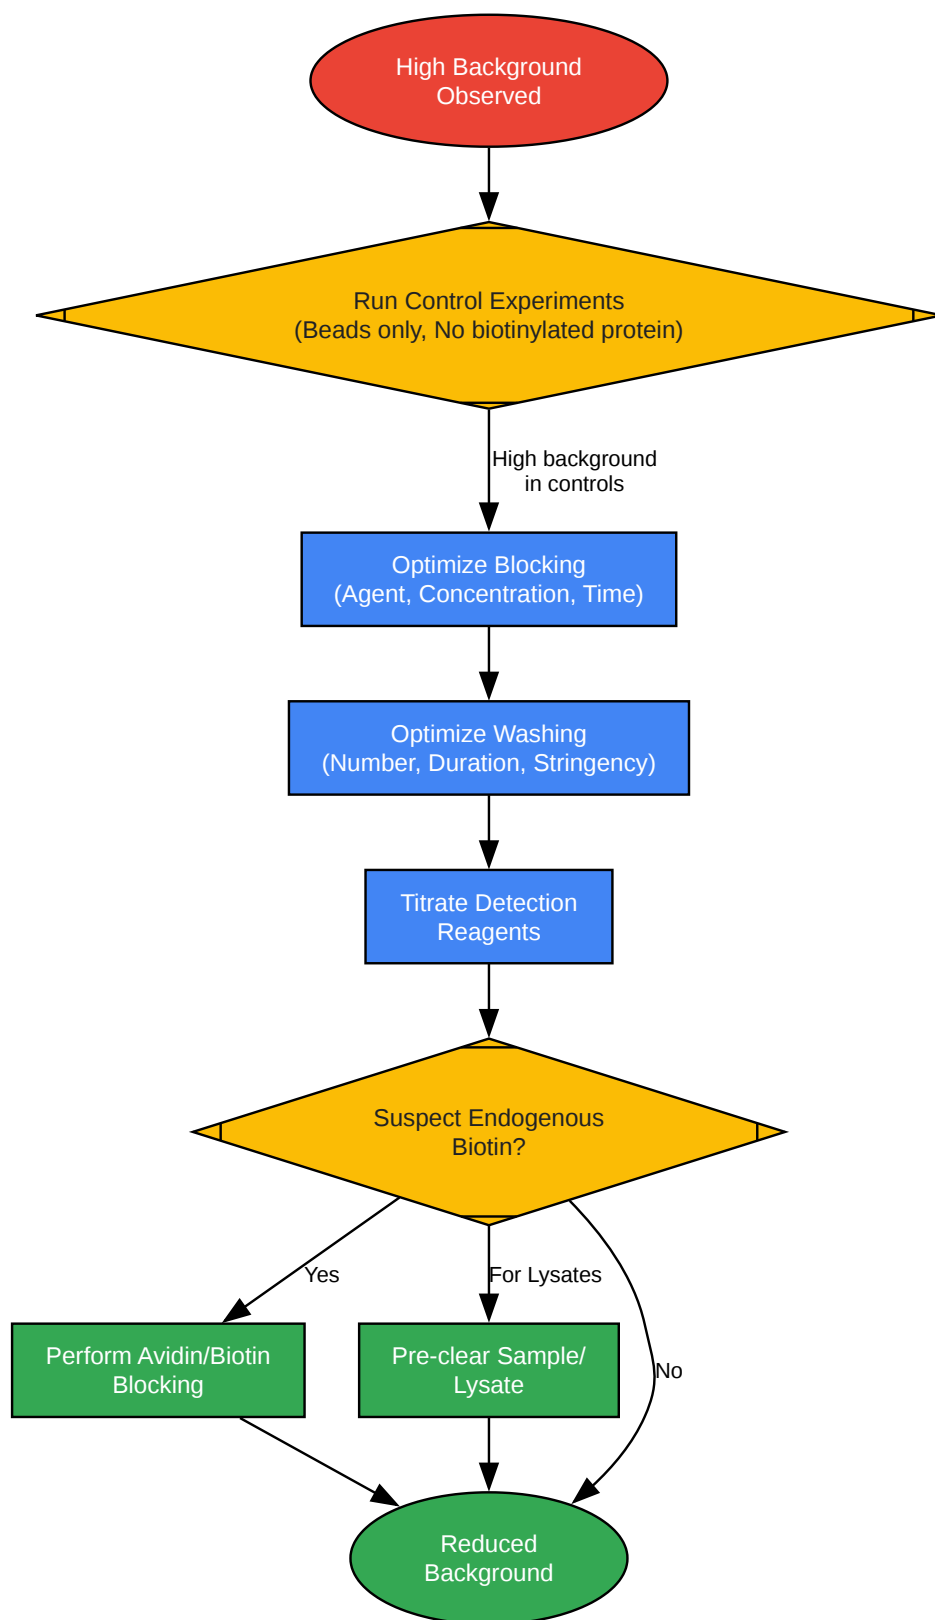 High Background
Observed
Run Control Experiments
(Beads only, No biotinylated protein)
High background
in controls
Optimize Blocking
(Agent, Concentration, Time)
Optimize Washing
(Number, Duration, Stringency)
Titrate Detection
Reagents
Suspect Endogenous
Biotin?
Yes
For Lysates
No
Perform Avidin/Biotin
Blocking
Pre-clear Sample/
Lysate
Reduced
Background